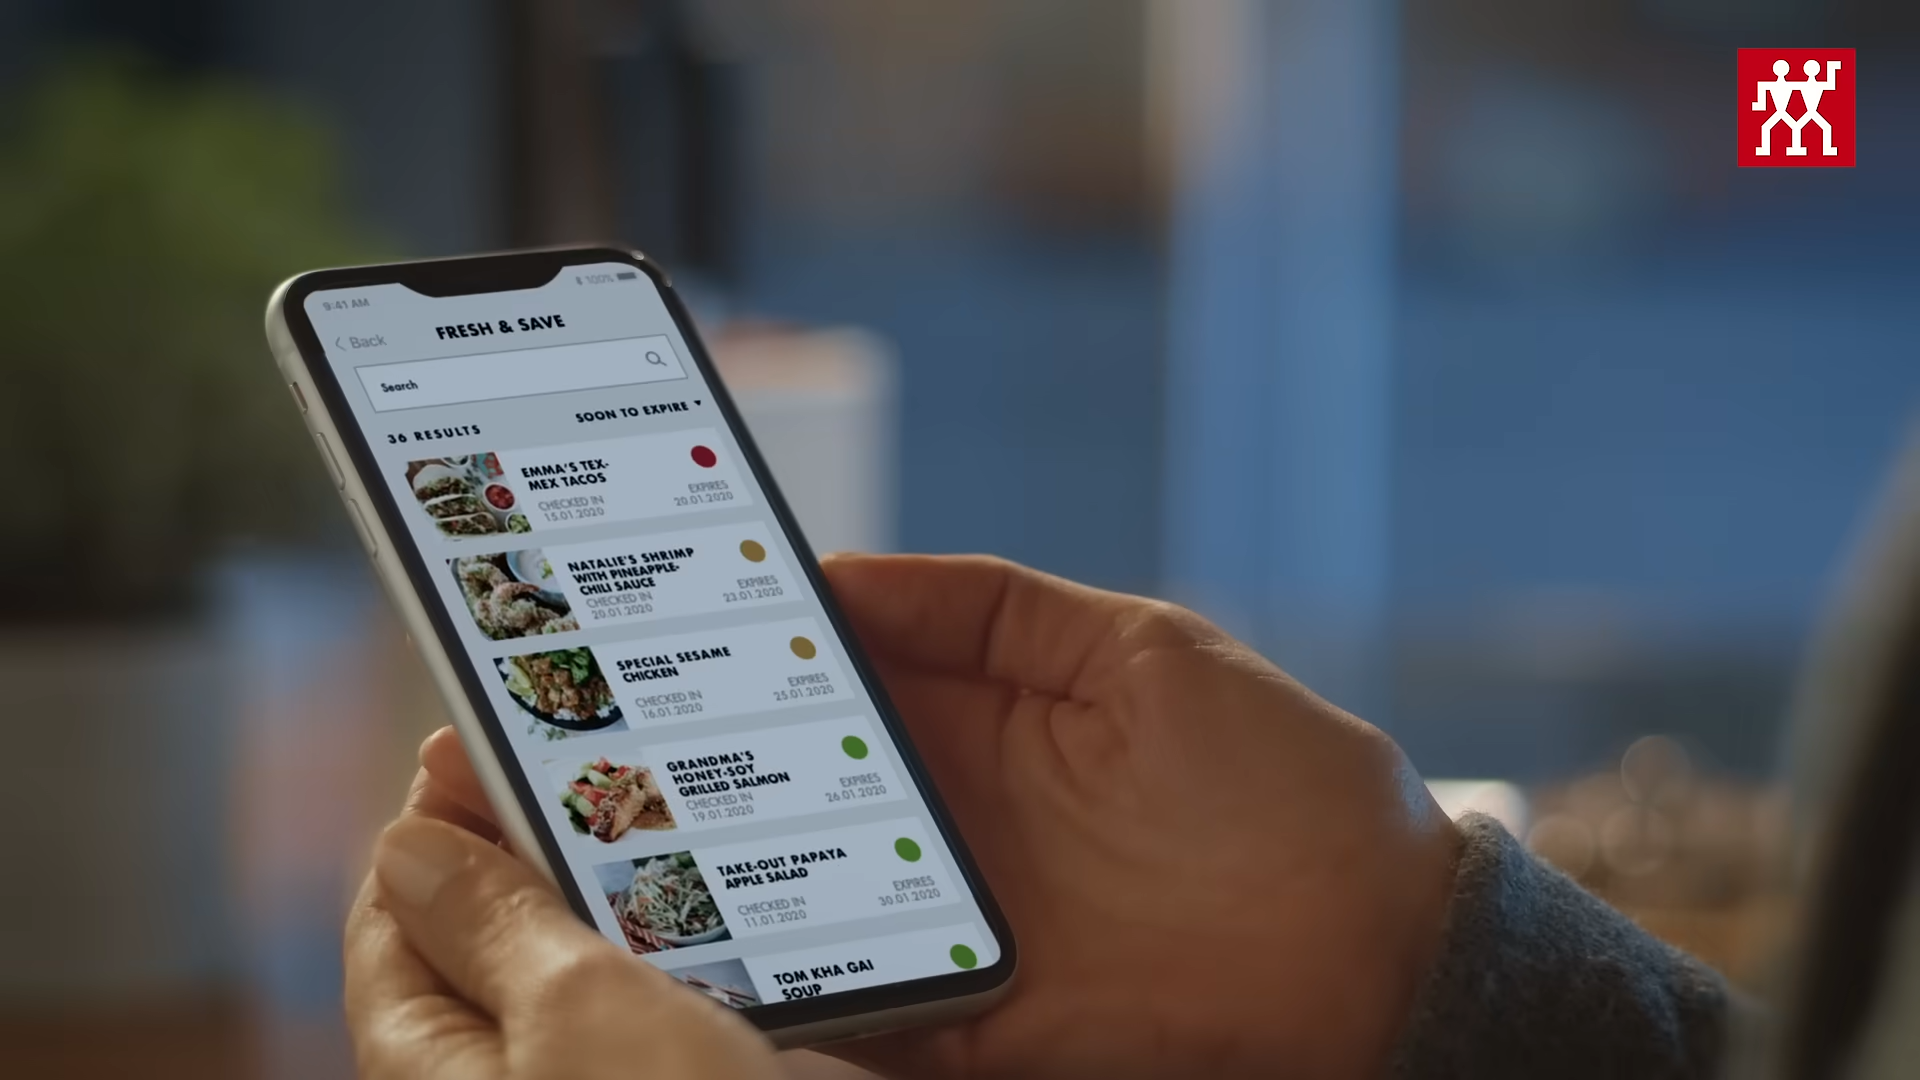 9:41 AM
100%
Back
FRESH & SAVE
Search
36 RESULTS
SOON TO EXPIRE
EMMA'S TEX-
MEX TACOS
CHECKED IN
15.01.2020
EXPIRES
20.01.2020
NATALIE'S SHRIMP
WITH PINEAPPLE-
CHILI SAUCE
CHECKED IN
20.01.2020
EXPIRES
23.01.2020
SPECIAL SESAME
CHICKEN
CHECKED IN
16.01.2020
EXPIRES
25.01.2020
GRANDMA'S
HONEY-SOY
GRILLED SALMON
CHECKED IN
19.01.2020
EXPIRES
26.01.2020
TAKE-OUT PAPAYA
APPLE SALAD
CHECKED IN
11.01.2020
EXPIRES
30.01.2020
TOM KHA GAI
SOUP